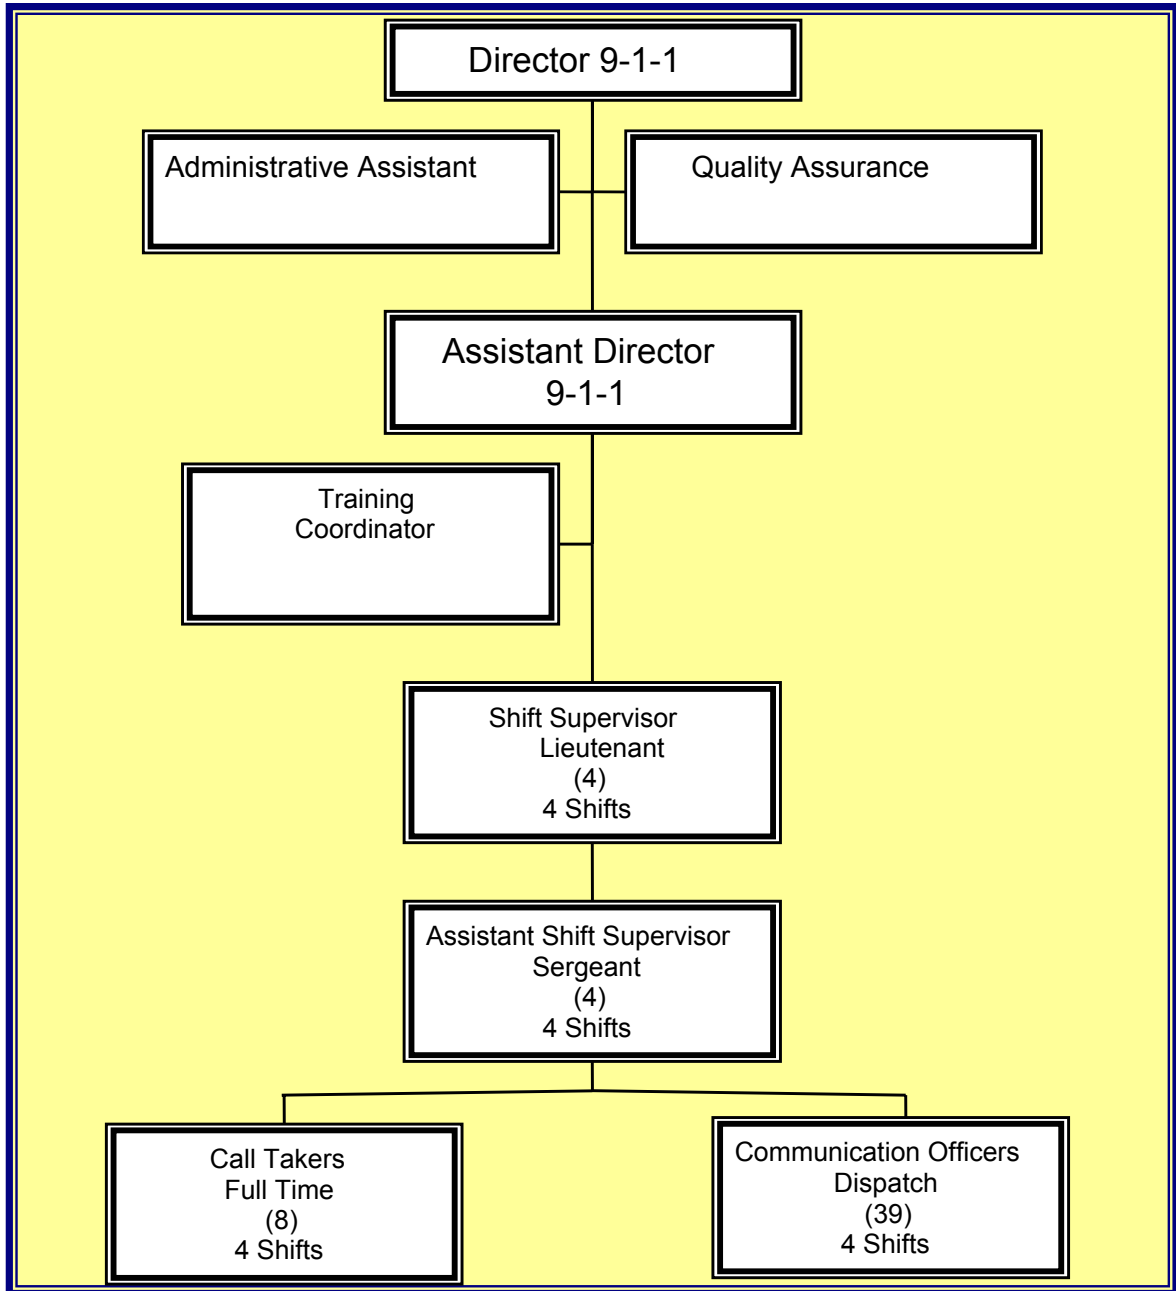 Director 9-1-1
Administrative Assistant
Quality Assurance
Assistant Director
9-1-1
Training
Coordinator
Shift Supervisor
Lieutenant
(4)
4 Shifts
Assistant Shift Supervisor
Sergeant
(4)
4 Shifts
Call Takers
Full Time
(8)
4 Shifts
Communication Officers
Dispatch
(39)
4 Shifts